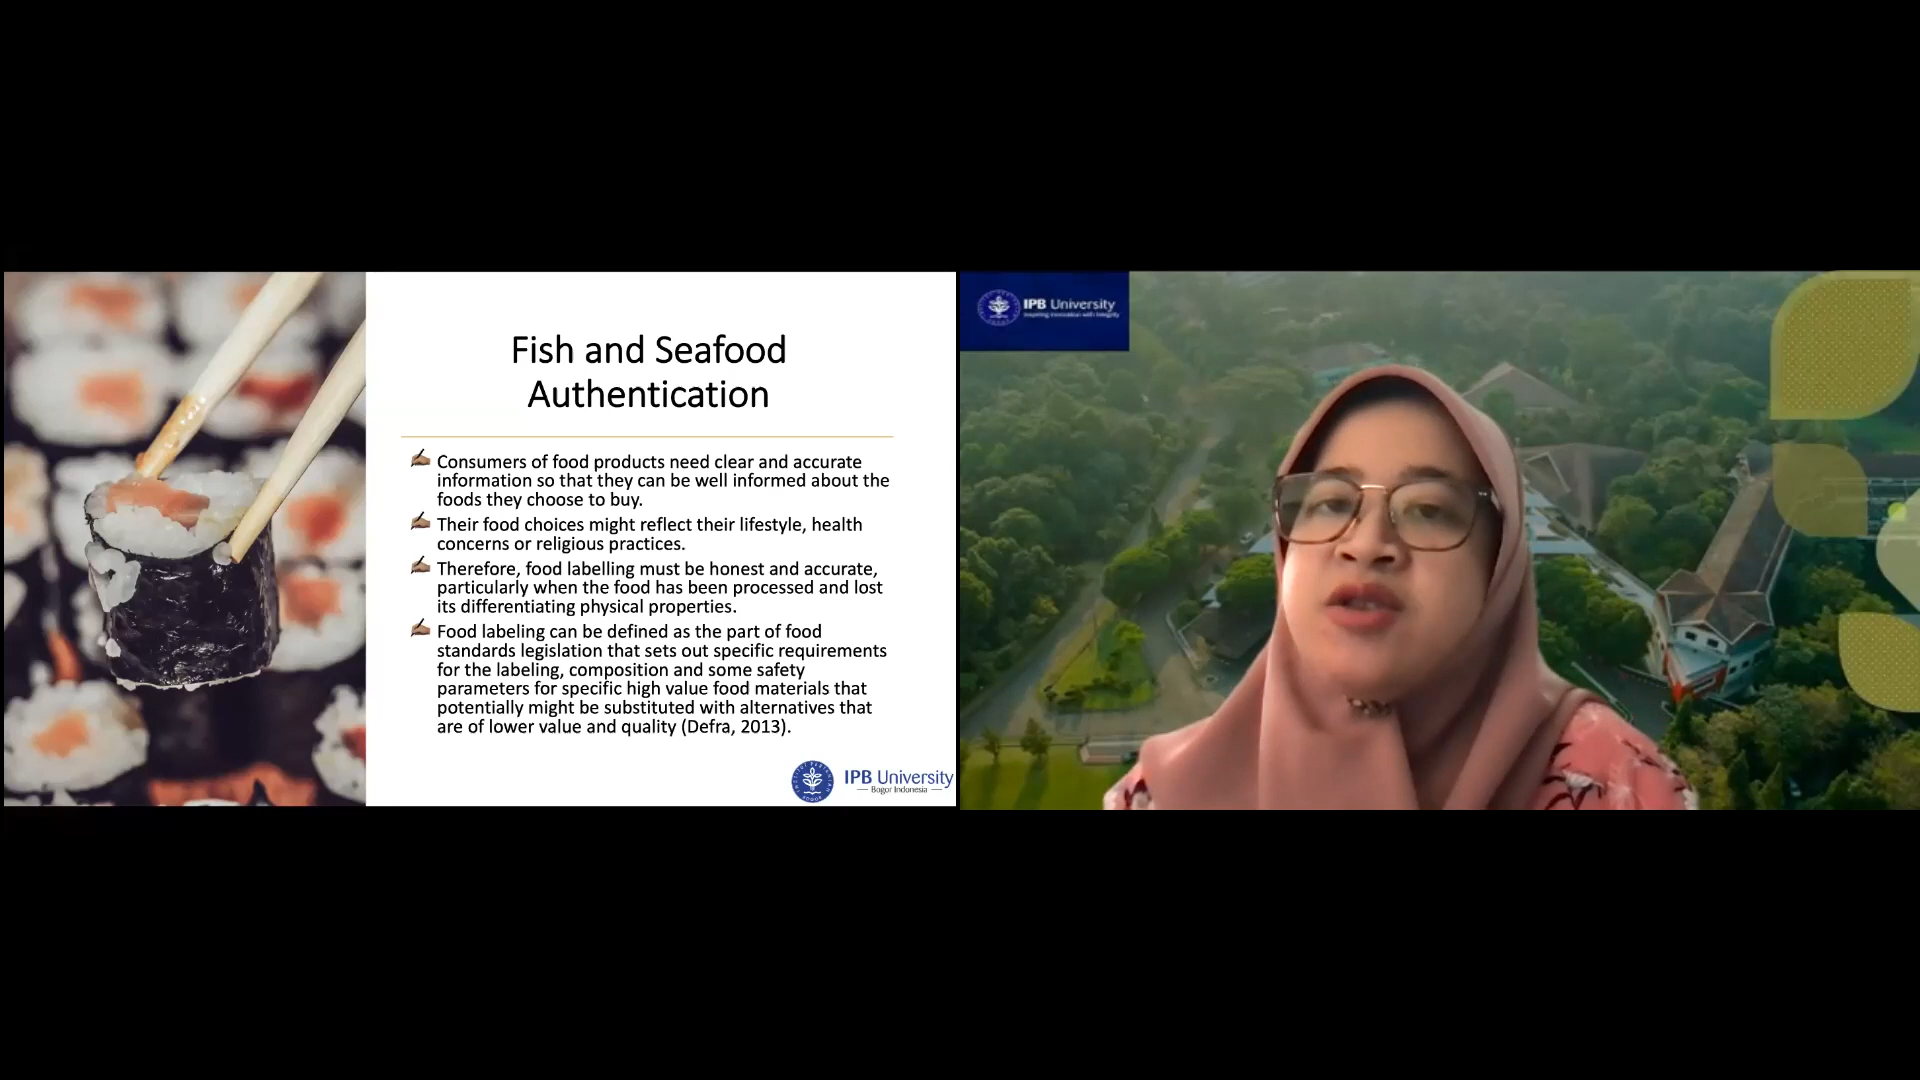 Fish and Seafood
Authentication
Consumers of food products need clear and accurate
information so that they can be well informed about the
foods they choose to buy.
Their food choices might reflect their lifestyle, health
concerns or religious practices.
Therefore, food labelling must be honest and accurate,
particularly when the food has been processed and lost
its differentiating physical properties.
Food labeling can be defined as the part of food
standards legislation that sets out specific requirements
for the labeling, composition and some safety
parameters for specific high value food materials that
potentially might be substituted with alternatives that
are of lower value and quality (Defra, 2013).
IPB University
Bogor Indonesia
IPB University
Inspiring Innovation with Integrity